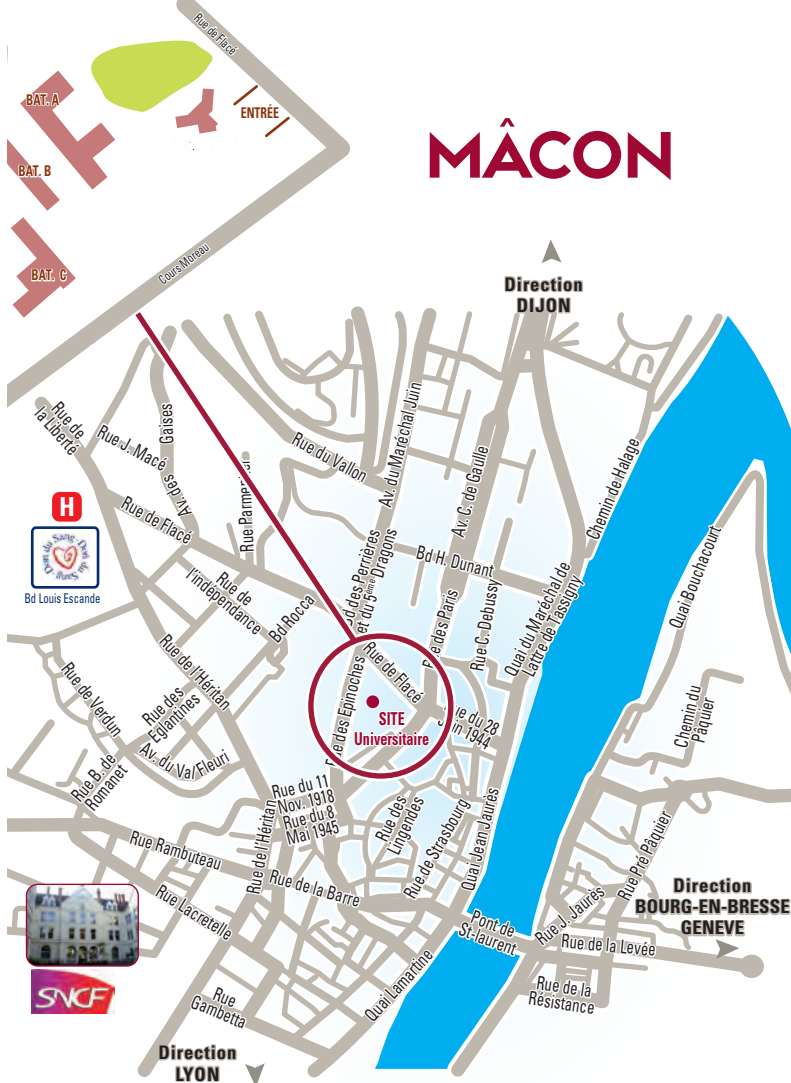 Rue de Flacé
BAT. A
ENTRÉE
MÂCON
BAT. B
Cours Moreau
BAT. C
Direction
DIJON
Rue de
la Liberté
Rue J. Macé
Av. des Gaises
Rue du Vallon
Av. du Maréchal Juin
Av. C. de Gaulle
Chemin de Halage
H
Don du Sang - Don du Sang -
Bd Louis Escande
Rue de Flacé
Bd des Perrières
et du 5ème Dragons
Bd H. Dunant
Quai Bouchacourt
Rue de
l'indépendance
Bd Rocca
Rue des Paris
Rue C. Debussy
Quai du Maréchal de
Lattre de Tassigny
Rue de l'Héritan
Rue de Flacé
Rue de Verdun
Rue des
Eglantines
Rue des Epinoches
SITE
Universitaire
Rue du 28
Juin 1944
Chemin du
Pâquier
Av. du Val Fleuri
Rue B. de
Romanet
Rue du 11
Nov. 1918
Rue du 8
Mai 1945
Rue des
Lingendes
Rue de Strasbourg
Quai Jean Jaurès
Rue de l'Héritan
Rue Rambuteau
Rue de la Barre
Rue Pré Pâquier
Direction
BOURG-EN-BRESSE
GENEVE
Rue Lacretelle
Pont de
St-laurent
Rue J. Jaurès
Rue de la Levée
SNCF
Quai Lamartine
Rue de la
Résistance
Rue
Gambetta
Direction
LYON